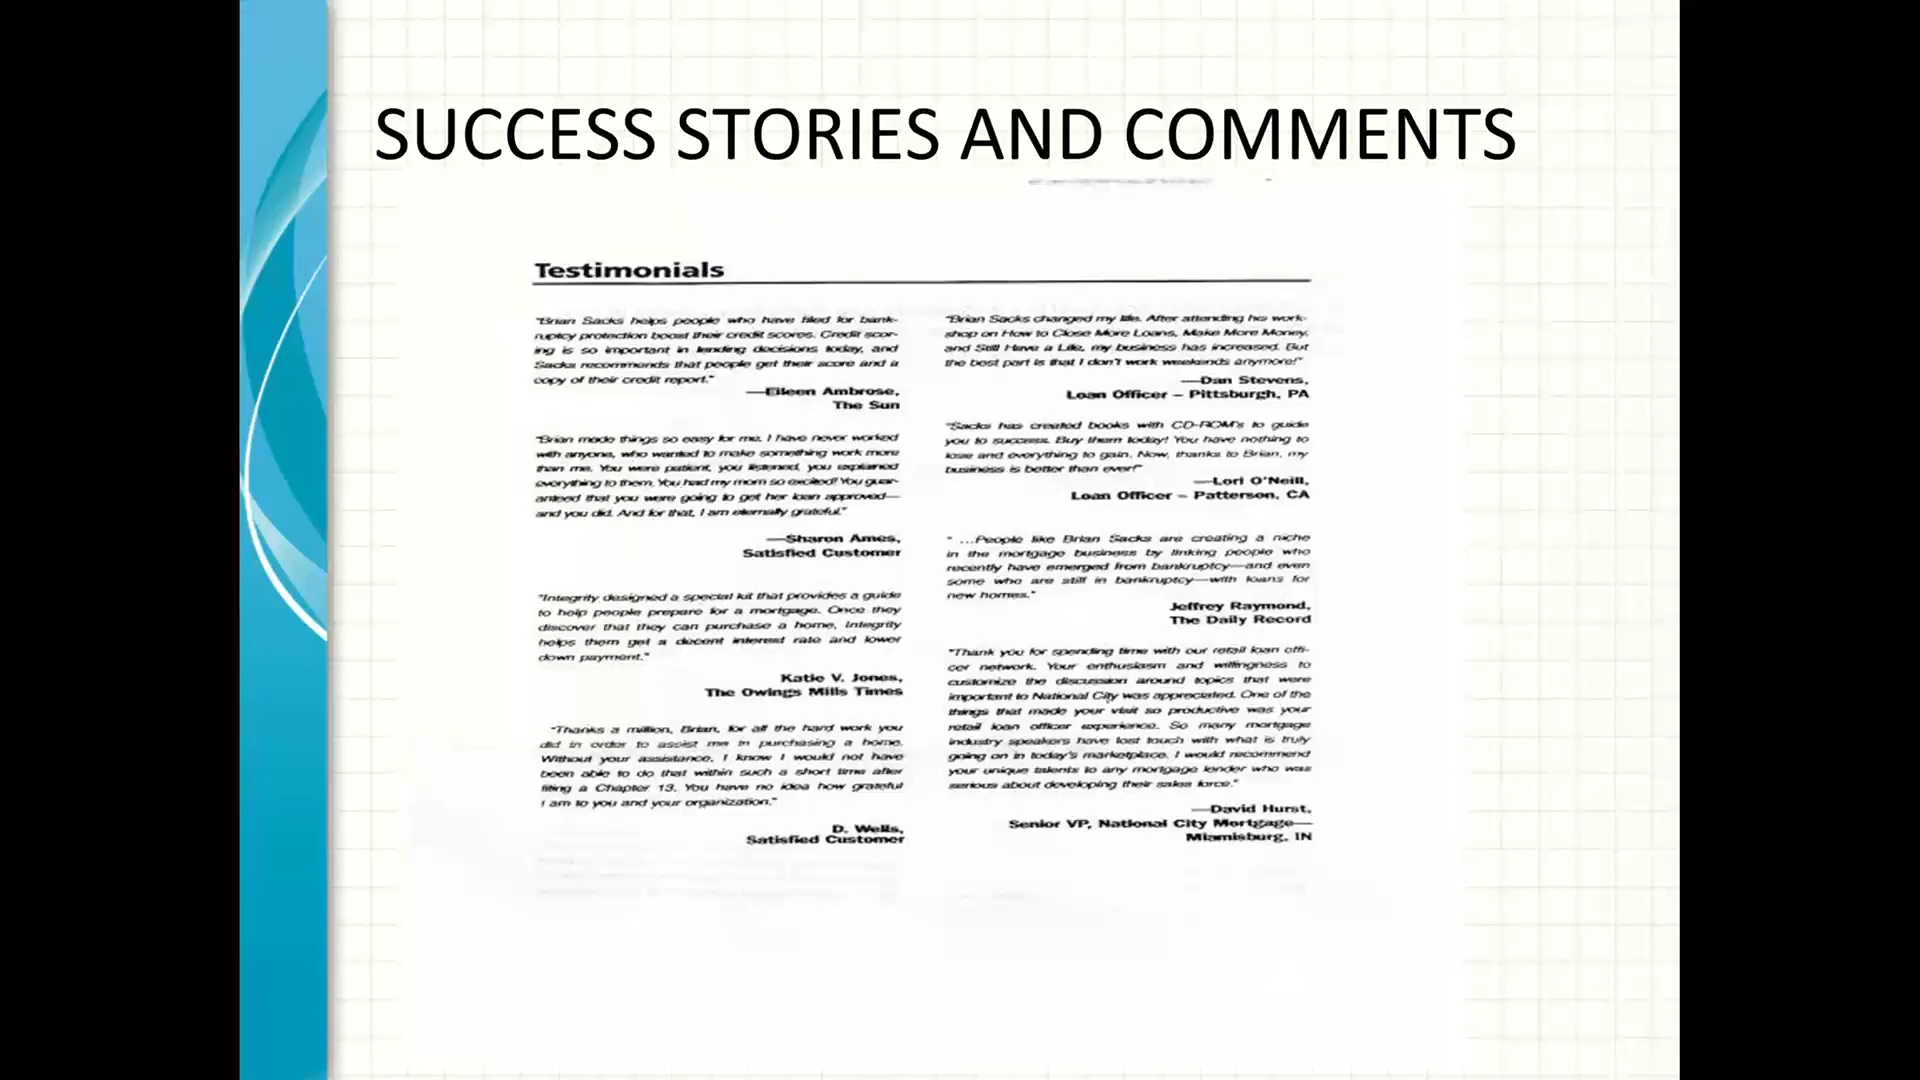 SUCCESS STORIES AND COMMENTS
Testimonials
"Brian Sacks helps people who have filed for bank-
ruptcy protection boost their credit scores. Credit scor-
ing is so important in lending decisions today, and
Sacks recommends that people get their score and a
copy of their credit report."
—Eileen Ambrose,
The Sun
"Brian made things so easy for me. I have never worked
with anyone, who wanted to make something work more
than me. You were patient, you listened, you explained
everything to them. You had my mom so excited! You guar-
anteed that you were going to get her loan approved—
and you did. And for that, I am eternally grateful."
—Sharon Ames,
Satisfied Customer
"Integrity designed a special kit that provides a guide
to help people prepare for a mortgage. Once they
discover that they can purchase a home, Integrity
helps them get a decent interest rate and lower
down payment."
Katie V. Jones,
The Owings Mills Times
"Thanks a million, Brian, for all the hard work you
did in order to assist me in purchasing a home.
Without your assistance, I know I would not have
been able to do that within such a short time after
filing a Chapter 13. You have no idea how grateful
I am to you and your organization."
D. Wells,
Satisfied Customer
"Brian Sacks changed my life. After attending his work-
shop on How to Close More Loans, Make More Money,
and Still Have a Life, my business has increased. But
the best part is that I don't work weekends anymore!"
—Dan Stevens,
Loan Officer – Pittsburgh, PA
"Sacks has created books with CD-ROM's to guide
you to success. Buy them today! You have nothing to
lose and everything to gain. Now, thanks to Brian, my
business is better than ever!"
—Lori O'Neill,
Loan Officer – Patterson, CA
" ...People like Brian Sacks are creating a niche
in the mortgage business by linking people who
recently have emerged from bankruptcy—and even
some who are still in bankruptcy—with loans for
new homes."
Jeffrey Raymond,
The Daily Record
"Thank you for spending time with our retail loan offi-
cer network. Your enthusiasm and willingness to
customize the discussion around topics that were
important to National City was appreciated. One of the
things that made your visit so productive was your
retail loan officer experience. So many mortgage
industry speakers have lost touch with what is truly
going on in today's marketplace. I would recommend
your unique talents to any mortgage lender who was
serious about developing their sales force."
—David Hurst,
Senior VP, National City Mortgage—
Miamisburg, IN